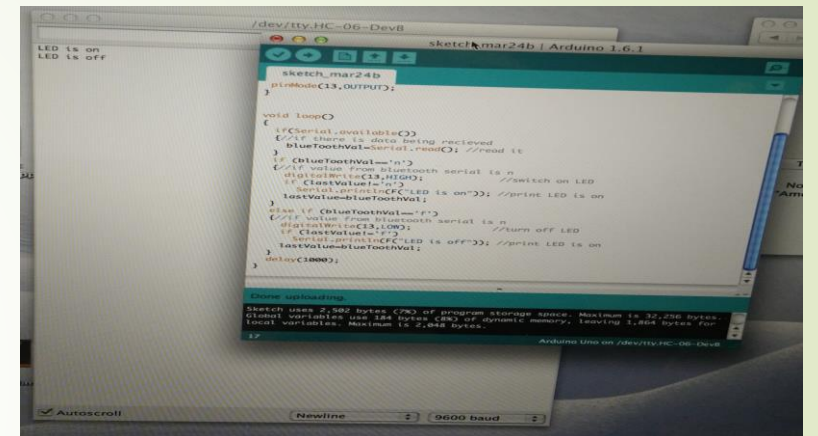 /dev/tty.HC-06-DevB
LED is on
LED is off
sketch_mar24b | Arduino 1.6.1
sketch_mar24b
pinMode(13,OUTPUT);
}
void loop()
{
if(Serial.available())
{//if there is data being recieved
blueToothVal=Serial.read(); //read it
}
if (blueToothVal=='n')
{//if value from bluetooth serial is n
digitalWrite(13,HIGH); //switch on LED
if (lastValue!='n')
Serial.println(F("LED is on")); //print LED is on
lastValue=blueToothVal;
}
else if (blueToothVal=='f')
{//if value from bluetooth serial is n
digitalWrite(13,LOW); //turn off LED
if (lastValue!='f')
Serial.println(F("LED is off")); //print LED is on
lastValue=blueToothVal;
}
delay(1000);
}
Done uploading.
Sketch uses 2,502 bytes (7%) of program storage space. Maximum is 32,256 bytes.
Global variables use 184 bytes (8%) of dynamic memory, leaving 1,864 bytes for
local variables. Maximum is 2,048 bytes.
17
Arduino Uno on /dev/tty.HC-06-DevB
Autoscroll
Newline
9600 baud